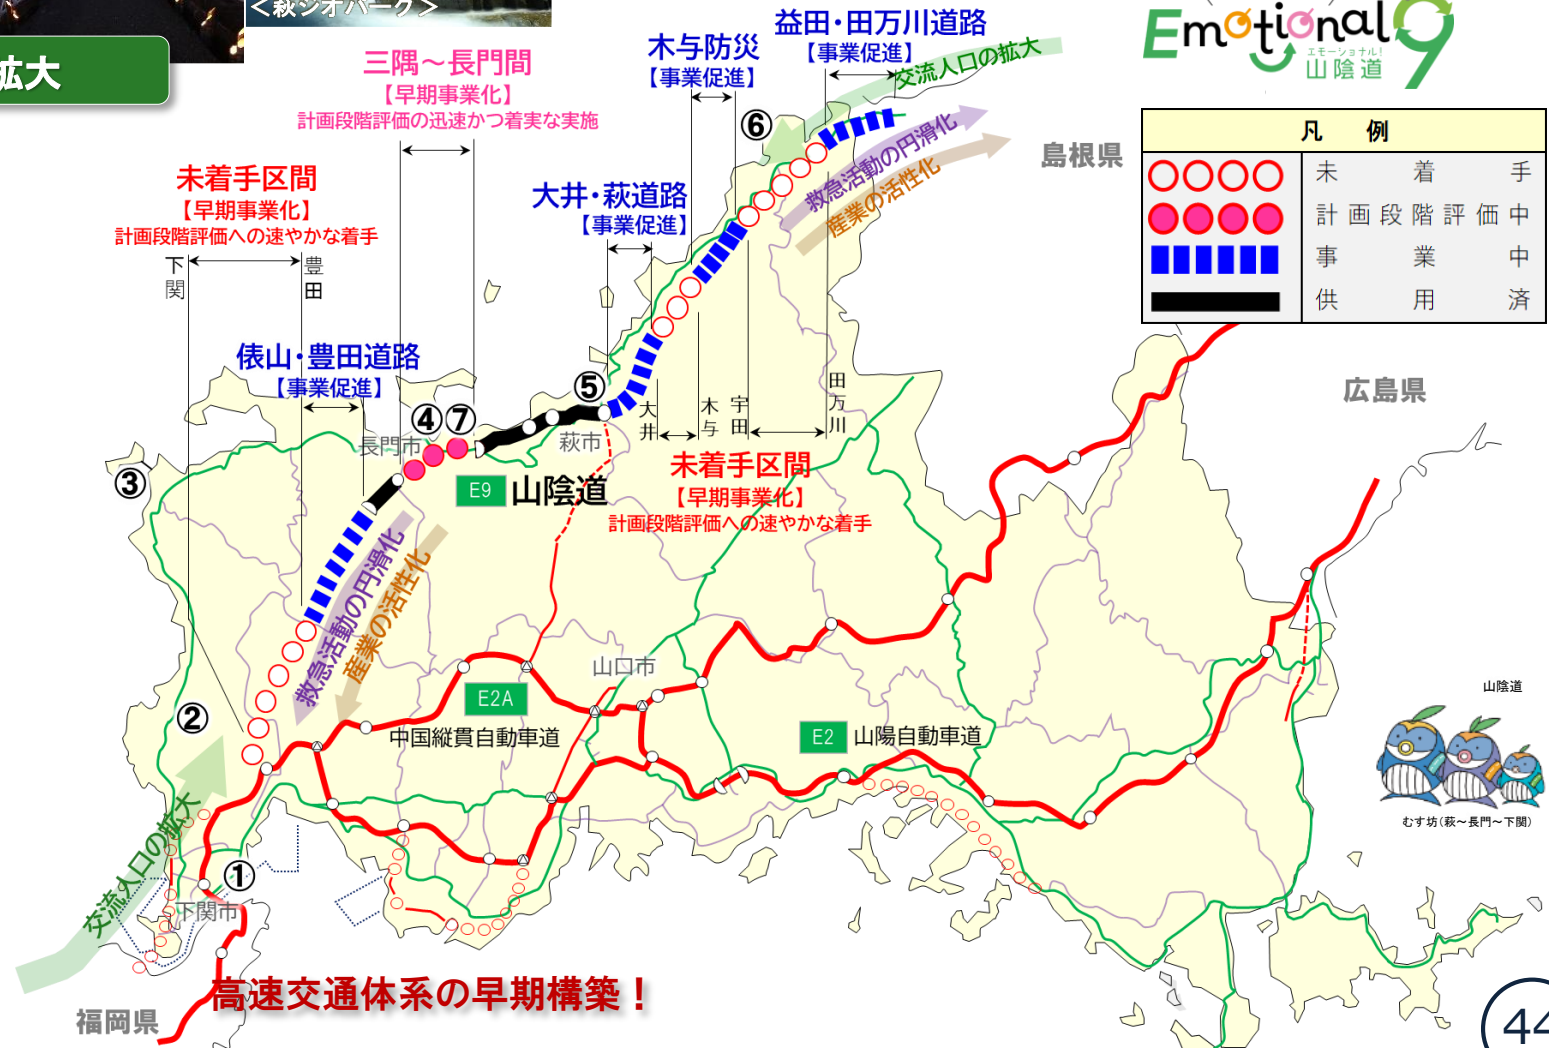 <萩ジオパーク>
拡大
三隅～長門間
【早期事業化】
計画段階評価の迅速かつ着実な実施
木与防災
【事業促進】
益田・田万川道路
【事業促進】
交流人口の拡大
Emotional 9
エモーショナル!
山陰道
未着手区間
【早期事業化】
計画段階評価への速やかな着手
下関
豊田
大井・萩道路
【事業促進】
⑥
救急活動の円滑化
産業の活性化
島根県
凡例
未着手
計画段階評価中
事業中
供用済
俵山・豊田道路
【事業促進】
④⑦
⑤
長門市
萩市
大井
木与
宇田
田万川
広島県
③
E9 山陰道
未着手区間
【早期事業化】
計画段階評価への速やかな着手
救急活動の円滑化
産業の活性化
②
山口市
E2A
中国縦貫自動車道
E2 山陽自動車道
山陰道
むす坊(萩～長門～下関)
交流人口の拡大
①
下関市
高速交通体系の早期構築！
福岡県
44